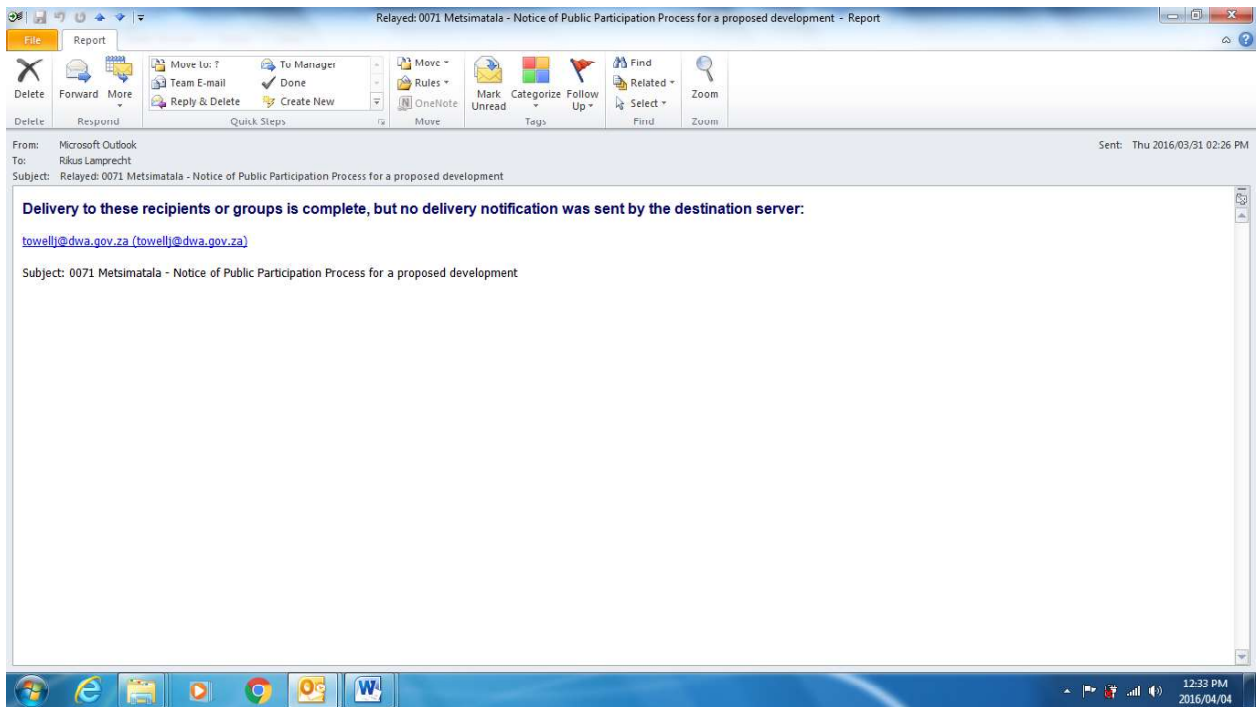 Relayed: 0071 Metsimatala - Notice of Public Participation Process for a proposed development - Report
File Report
Move to: ? To Manager Move Find
Team E-mail Done Rules Related
Delete Forward More Reply & Delete Create New OneNote Mark Unread Categorize Follow Up Select Zoom
Delete Respond Quick Steps Move Tags Find Zoom
From: Microsoft Outlook Sent: Thu 2016/03/31 02:26 PM
To: Rikus Lamprecht
Subject: Relayed: 0071 Metsimatala - Notice of Public Participation Process for a proposed development
Delivery to these recipients or groups is complete, but no delivery notification was sent by the destination server:
towellj@dwa.gov.za (towellj@dwa.gov.za)
Subject: 0071 Metsimatala - Notice of Public Participation Process for a proposed development
12:33 PM
2016/04/04